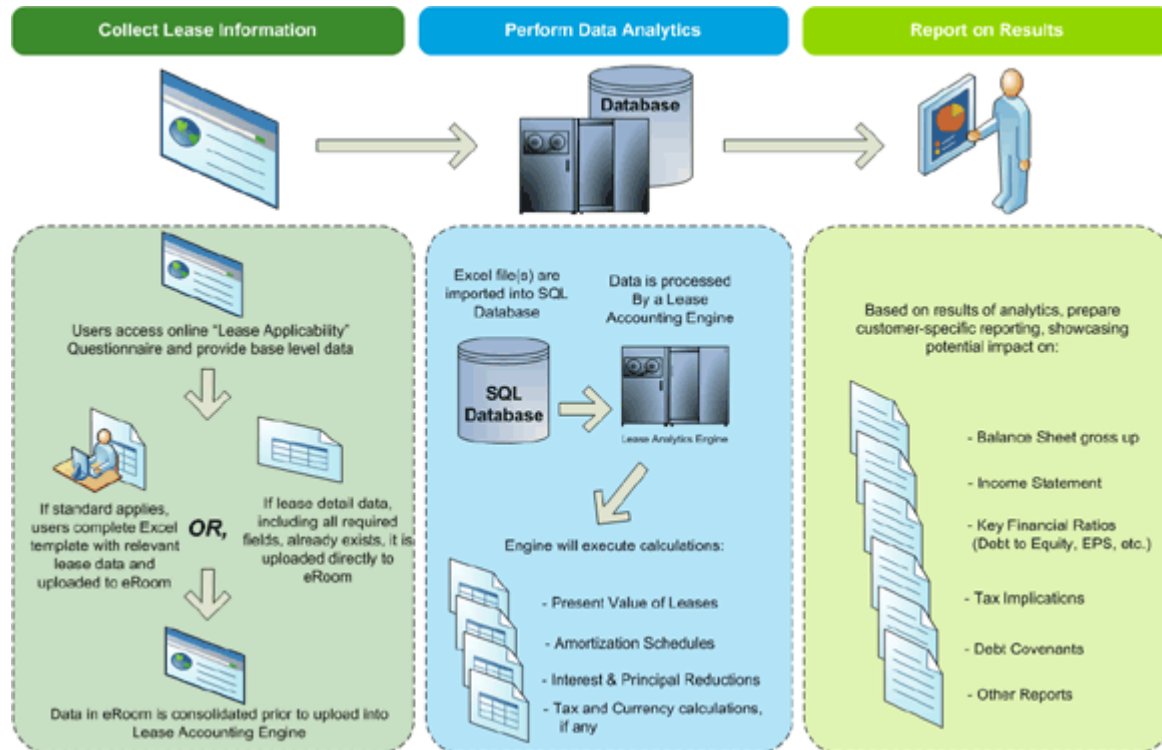 Collect Lease Information
Perform Data Analytics
Report on Results
Database
Users access online “Lease Applicability”
Questionnaire and provide base level data
If standard applies,
users complete Excel
template with relevant
lease data and
uploaded to eRoom
OR,
If lease detail data,
including all required
fields, already exists, it is
uploaded directly to
eRoom
Data in eRoom is consolidated prior to upload into
Lease Accounting Engine
Excel file(s) are
imported into SQL
Database
Data is processed
By a Lease
Accounting Engine
SQL
Database
Lease Analytics Engine
Engine will execute calculations:
- Present Value of Leases
- Amortization Schedules
- Interest & Principal Reductions
- Tax and Currency calculations,
if any
Based on results of analytics, prepare
customer-specific reporting, showcasing
potential impact on:
- Balance Sheet gross up
- Income Statement
- Key Financial Ratios
(Debt to Equity, EPS, etc.)
- Tax Implications
- Debt Covenants
- Other Reports